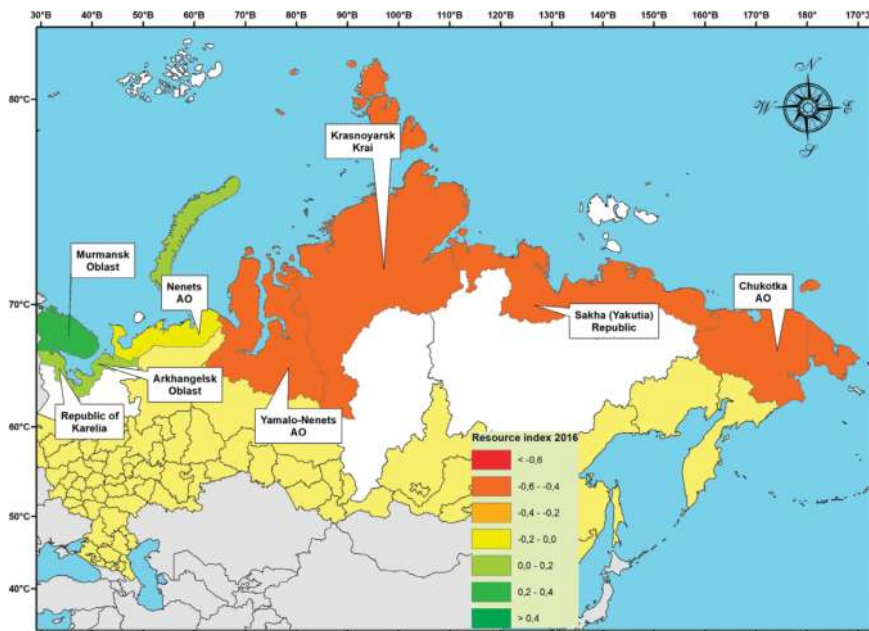 30°B 40°B 50°B 60°B 70°B 80°B 90°B 100°B 110°B 120°B 130°B 140°B 150°B 160°B 170°B 170°З
80°C
70°C
60°C
50°C
40°C
N
W E
S
Krasnoyarsk
Krai
Murmansk
Oblast
Nenets
AO
Chukotka
AO
Sakha (Yakutia)
Republic
Arkhangelsk
Oblast
Republic of
Karelia
Yamalo-Nenets
AO
Resource index 2016
< -0,6
-0,6 - -0,4
-0,4 - -0,2
-0,2 - 0,0
0,0 - 0,2
0,2 - 0,4
> 0,4